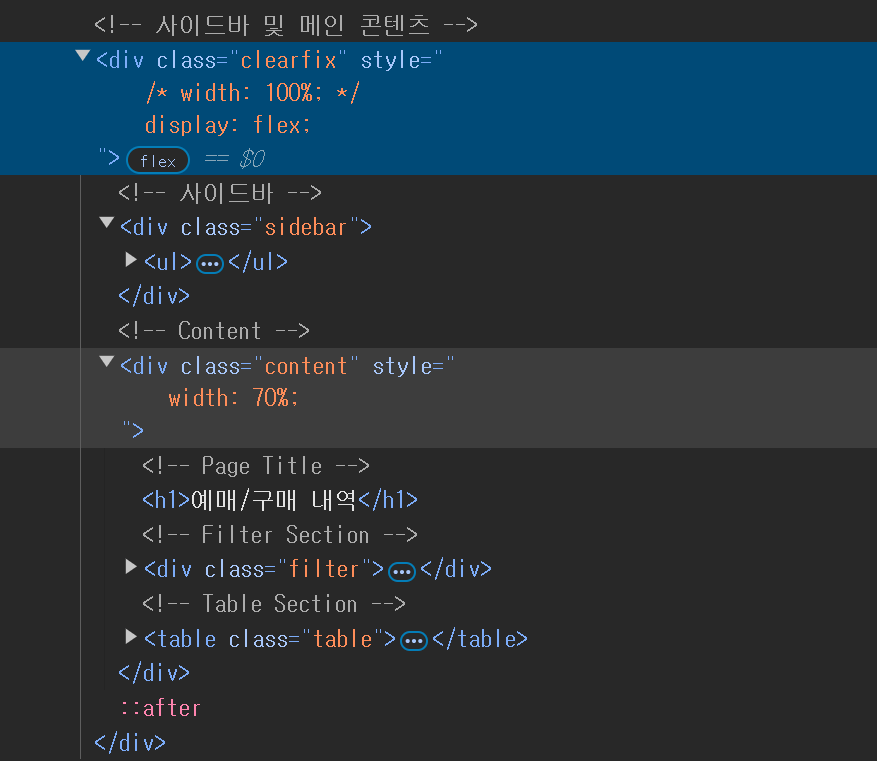 <!-- 사이드바 및 메인 콘텐츠 -->
<div class="clearfix" style="
/* width: 100%; */
display: flex;
"> flex == $0
<!-- 사이드바 -->
<div class="sidebar">
<ul>…</ul>
</div>
<!-- Content -->
<div class="content" style="
width: 70%;
">
<!-- Page Title -->
<h1>예매/구매 내역</h1>
<!-- Filter Section -->
<div class="filter">…</div>
<!-- Table Section -->
<table class="table">…</table>
</div>
::after
</div>